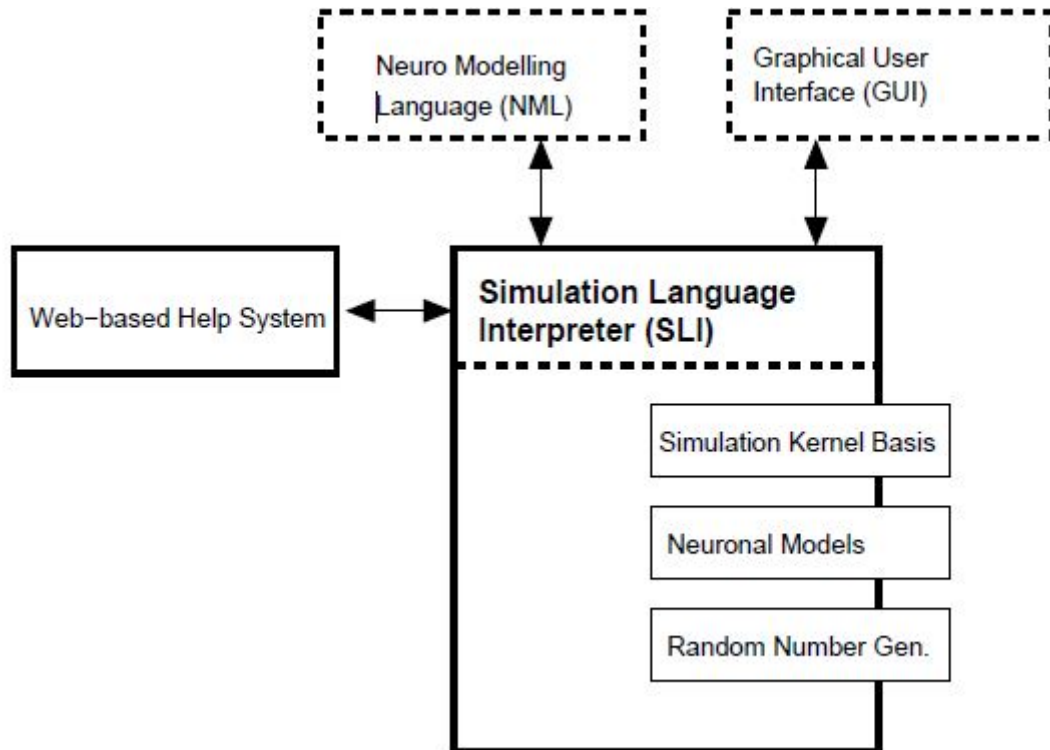 Neuro Modelling
Language (NML)
Graphical User
Interface (GUI)
Web-based Help System
Simulation Language
Interpreter (SLI)
Simulation Kernel Basis
Neuronal Models
Random Number Gen.